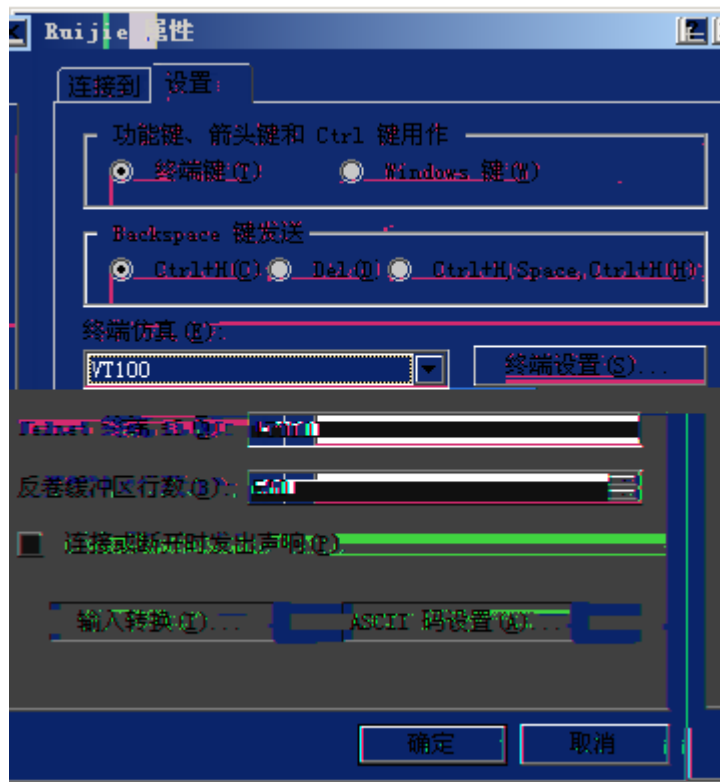 Ruijie 属性
连接到 设置
功能键、箭头键和 Ctrl 键用作
终端键(T) Windows 键(W)
Backspace 键发送
Ctrl+H(C) Del(D) Ctrl+H, Space, Ctrl+H(H)
终端仿真(E):
VT100 终端设置(S)...
Telnet 终端
反卷缓冲区行数(B):
连接或断开时发出声响(P)
输入转换(I)... ASCII 码设置(A)...
确定 取消